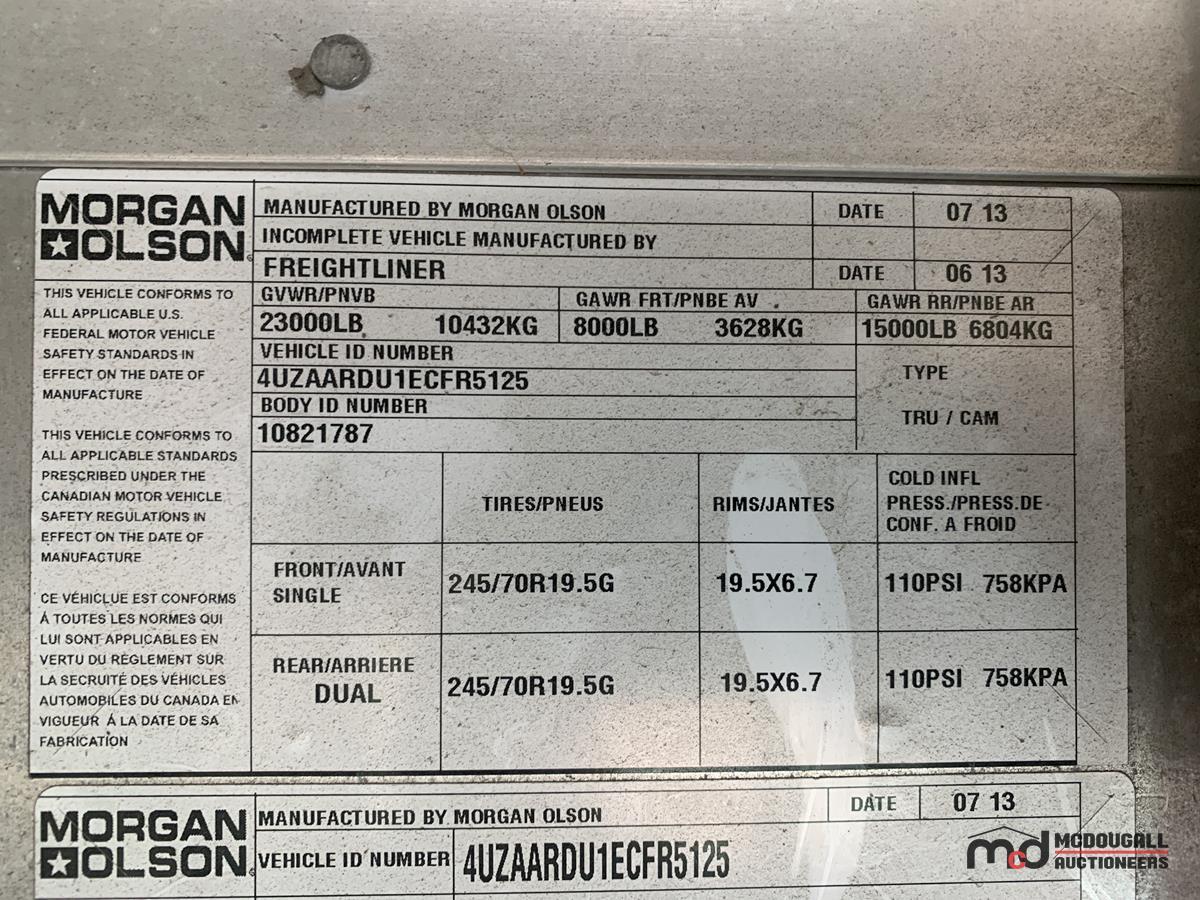 MORGAN
OLSON
MANUFACTURED BY MORGAN OLSON DATE 07 13
INCOMPLETE VEHICLE MANUFACTURED BY
FREIGHTLINER DATE 06 13
THIS VEHICLE CONFORMS TO
ALL APPLICABLE U.S.
FEDERAL MOTOR VEHICLE
SAFETY STANDARDS IN
EFFECT ON THE DATE OF
MANUFACTURE
THIS VEHICLE CONFORMS TO
ALL APPLICABLE STANDARDS
PRESCRIBED UNDER THE
CANADIAN MOTOR VEHICLE
SAFETY REGULATIONS IN
EFFECT ON THE DATE OF
MANUFACTURE
CE VÉHICLUE EST CONFORMS
Á TOUTES LES NORMES QUI
LUI SONT APPLICABLES EN
VERTU DU RÈGLEMENT SUR
LA SECRUITÉ DES VÉHICLES
AUTOMOBILES DU CANADA EN
VIGUEUR Á LA DATE DE SA
FABRICATION
GVWR/PNVB GAWR FRT/PNBE AV GAWR RR/PNBE AR
23000LB 10432KG 8000LB 3628KG 15000LB 6804KG
VEHICLE ID NUMBER
4UZAARDU1ECFR5125
BODY ID NUMBER
10821787
TYPE
TRU / CAM
TIRES/PNEUS RIMS/JANTES
COLD INFL
PRESS./PRESS.DE
CONF. A FROID
FRONT/AVANT
SINGLE
245/70R19.5G 19.5X6.7 110PSI 758KPA
REAR/ARRIERE
DUAL
245/70R19.5G 19.5X6.7 110PSI 758KPA
MORGAN
OLSON
MANUFACTURED BY MORGAN OLSON DATE 07 13
VEHICLE ID NUMBER 4UZAARDU1ECFR5125
mcd MCDOUGALL
AUCTIONEERS